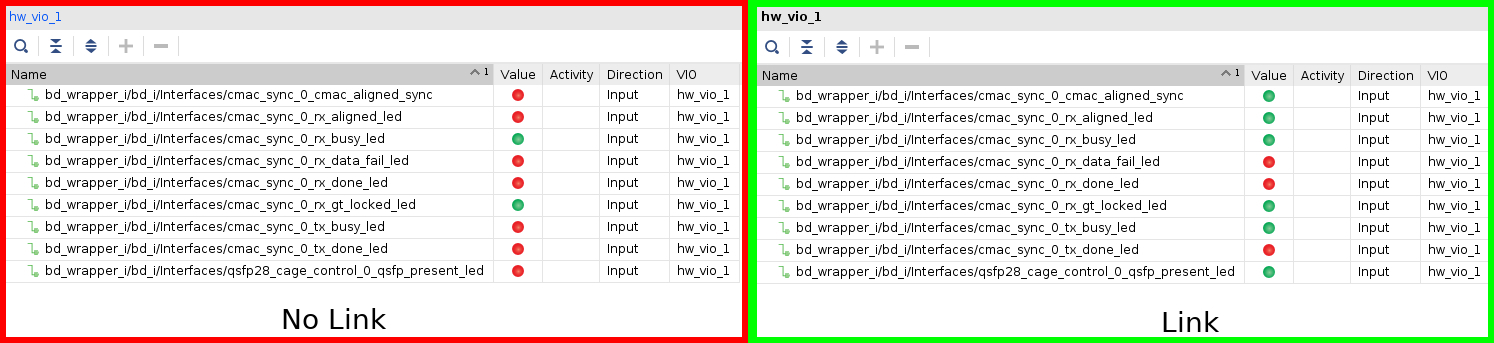 hw_vio_1
Name ^ 1 Value Activity Direction VIO
bd_wrapper_i/bd_i/Interfaces/cmac_sync_0_cmac_aligned_sync Input hw_vio_1
bd_wrapper_i/bd_i/Interfaces/cmac_sync_0_rx_aligned_led Input hw_vio_1
bd_wrapper_i/bd_i/Interfaces/cmac_sync_0_rx_busy_led Input hw_vio_1
bd_wrapper_i/bd_i/Interfaces/cmac_sync_0_rx_data_fail_led Input hw_vio_1
bd_wrapper_i/bd_i/Interfaces/cmac_sync_0_rx_done_led Input hw_vio_1
bd_wrapper_i/bd_i/Interfaces/cmac_sync_0_rx_gt_locked_led Input hw_vio_1
bd_wrapper_i/bd_i/Interfaces/cmac_sync_0_tx_busy_led Input hw_vio_1
bd_wrapper_i/bd_i/Interfaces/cmac_sync_0_tx_done_led Input hw_vio_1
bd_wrapper_i/bd_i/Interfaces/qsfp28_cage_control_0_qsfp_present_led Input hw_vio_1
No Link
hw_vio_1
Name ^ 1 Value Activity Direction VIO
bd_wrapper_i/bd_i/Interfaces/cmac_sync_0_cmac_aligned_sync Input hw_vio_1
bd_wrapper_i/bd_i/Interfaces/cmac_sync_0_rx_aligned_led Input hw_vio_1
bd_wrapper_i/bd_i/Interfaces/cmac_sync_0_rx_busy_led Input hw_vio_1
bd_wrapper_i/bd_i/Interfaces/cmac_sync_0_rx_data_fail_led Input hw_vio_1
bd_wrapper_i/bd_i/Interfaces/cmac_sync_0_rx_done_led Input hw_vio_1
bd_wrapper_i/bd_i/Interfaces/cmac_sync_0_rx_gt_locked_led Input hw_vio_1
bd_wrapper_i/bd_i/Interfaces/cmac_sync_0_tx_busy_led Input hw_vio_1
bd_wrapper_i/bd_i/Interfaces/cmac_sync_0_tx_done_led Input hw_vio_1
bd_wrapper_i/bd_i/Interfaces/qsfp28_cage_control_0_qsfp_present_led Input hw_vio_1
Link